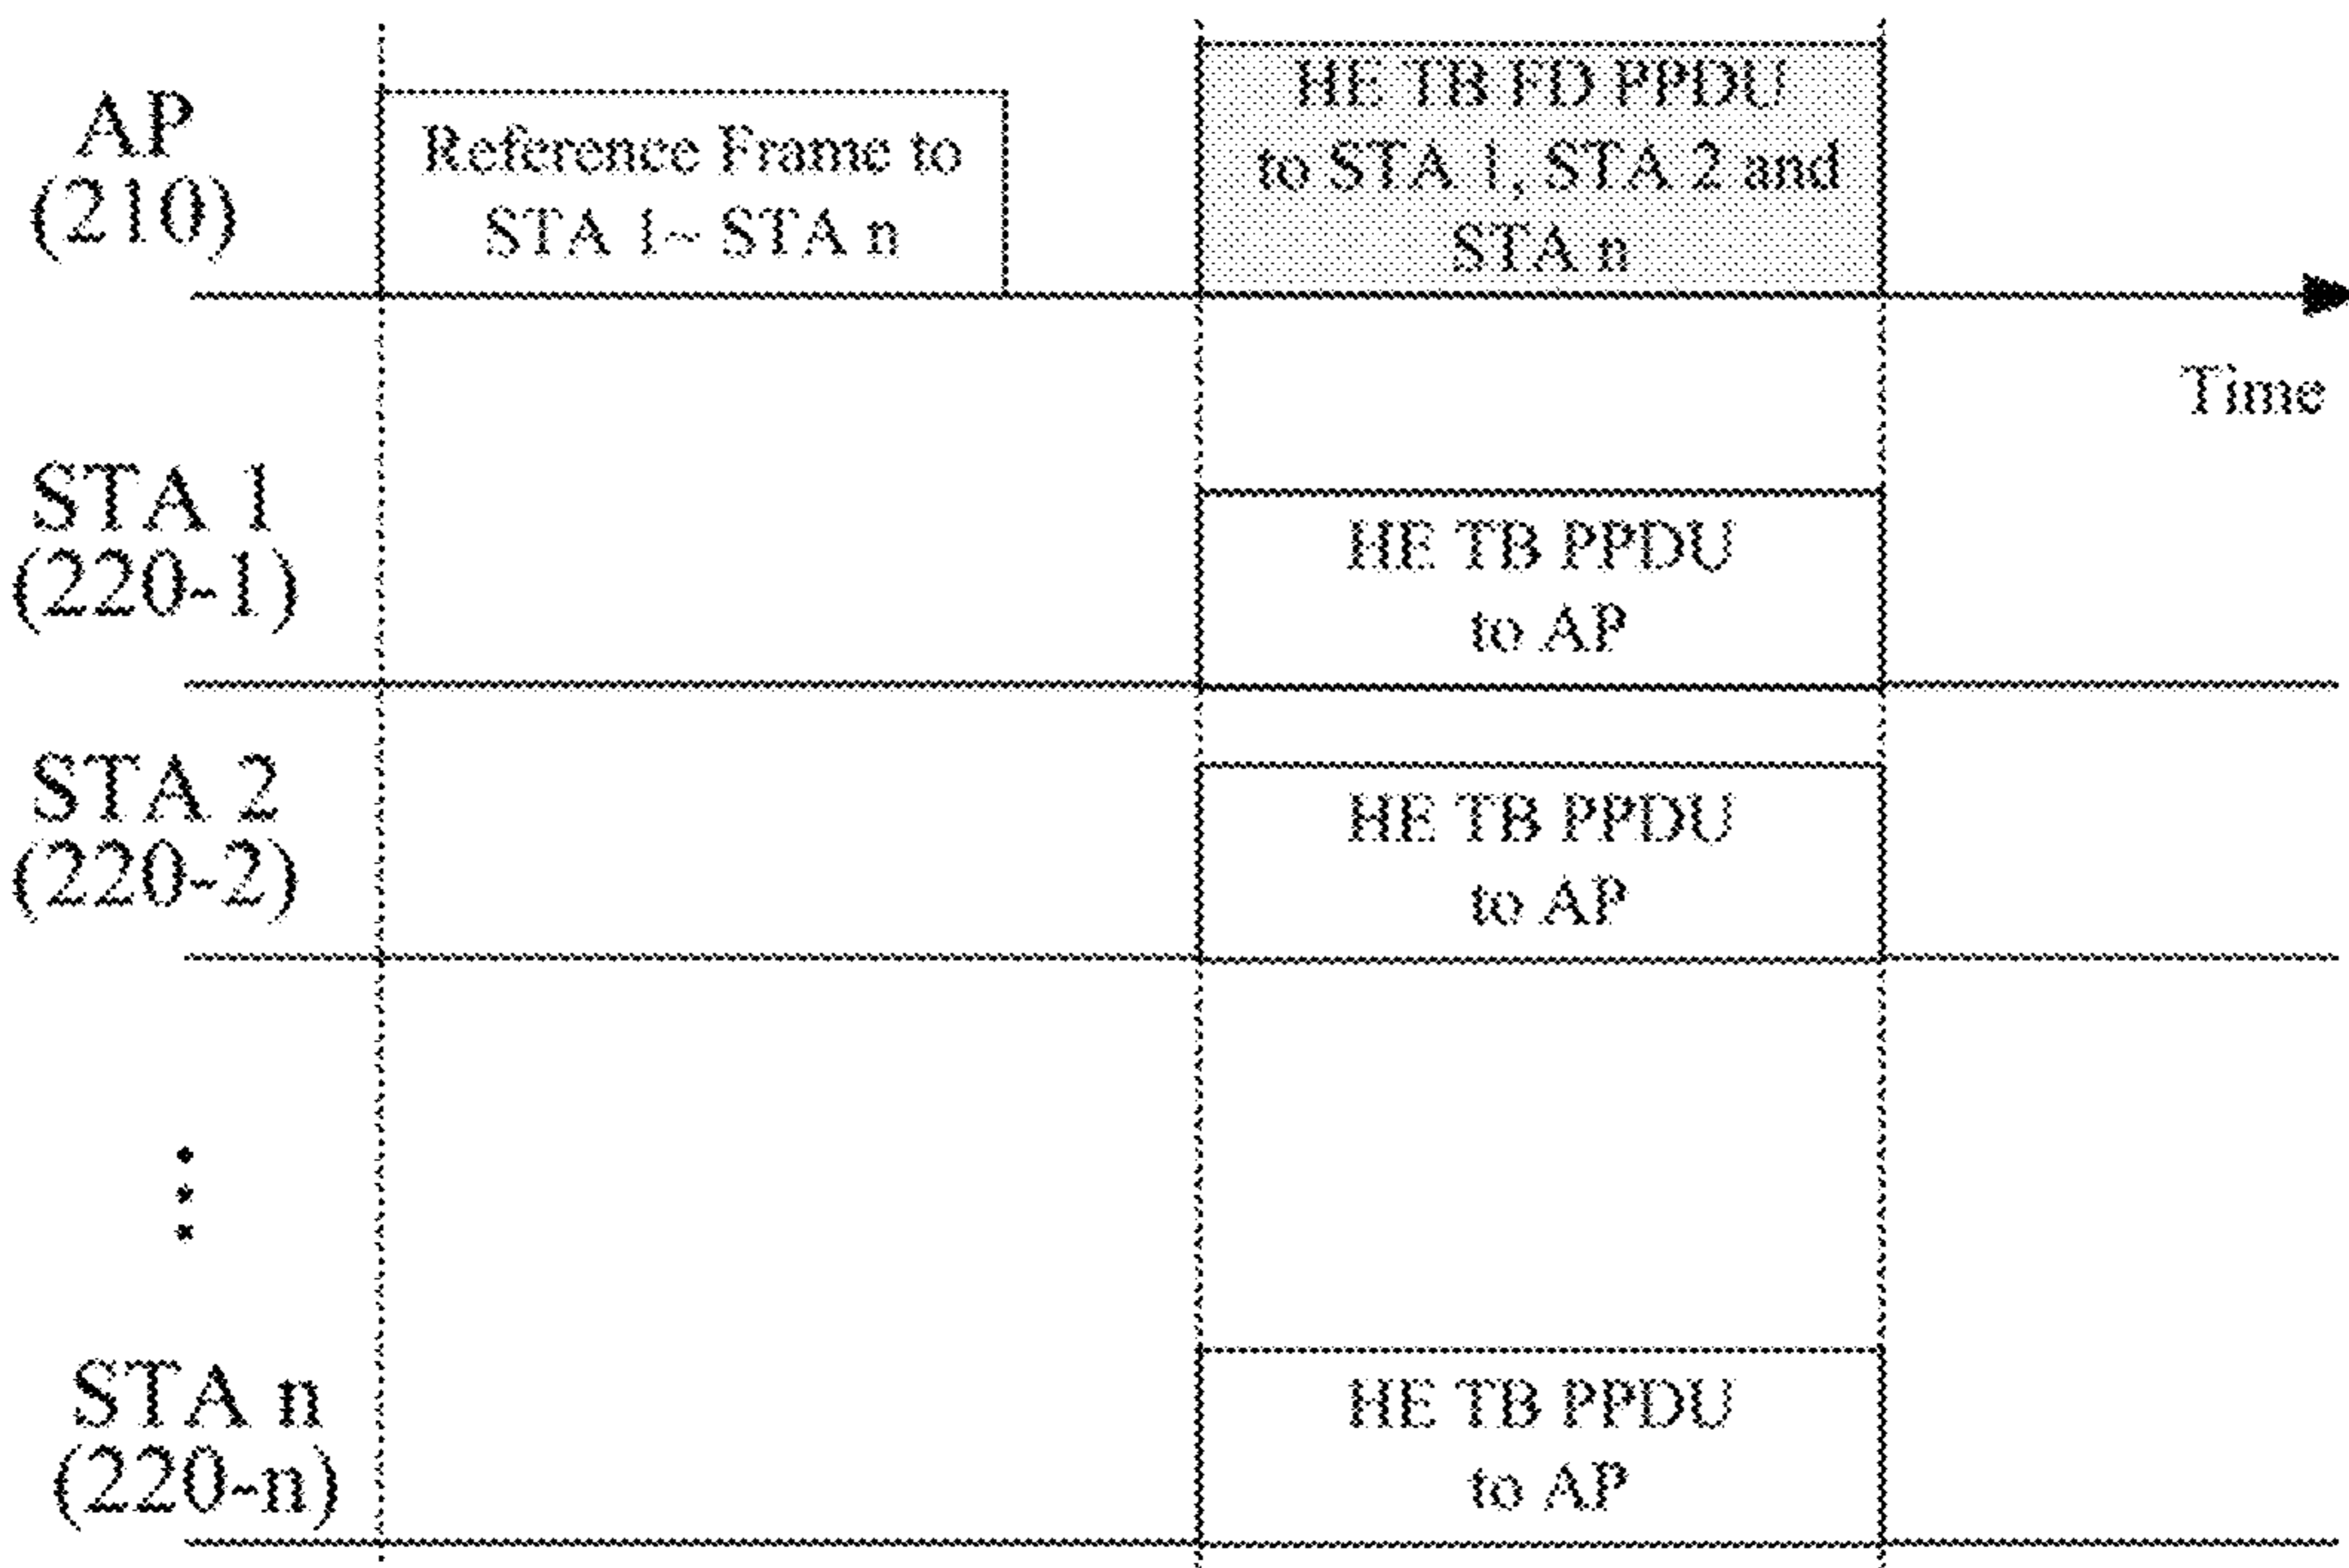 AP
(210)
Reference Frame to
STA 1~ STA n
HE TB FD PPDU
to STA 1, STA 2 and
STA n
Time
STA 1
(220-1)
HE TB PPDU
to AP
STA 2
(220-2)
HE TB PPDU
to AP
STA n
(220-n)
HE TB PPDU
to AP